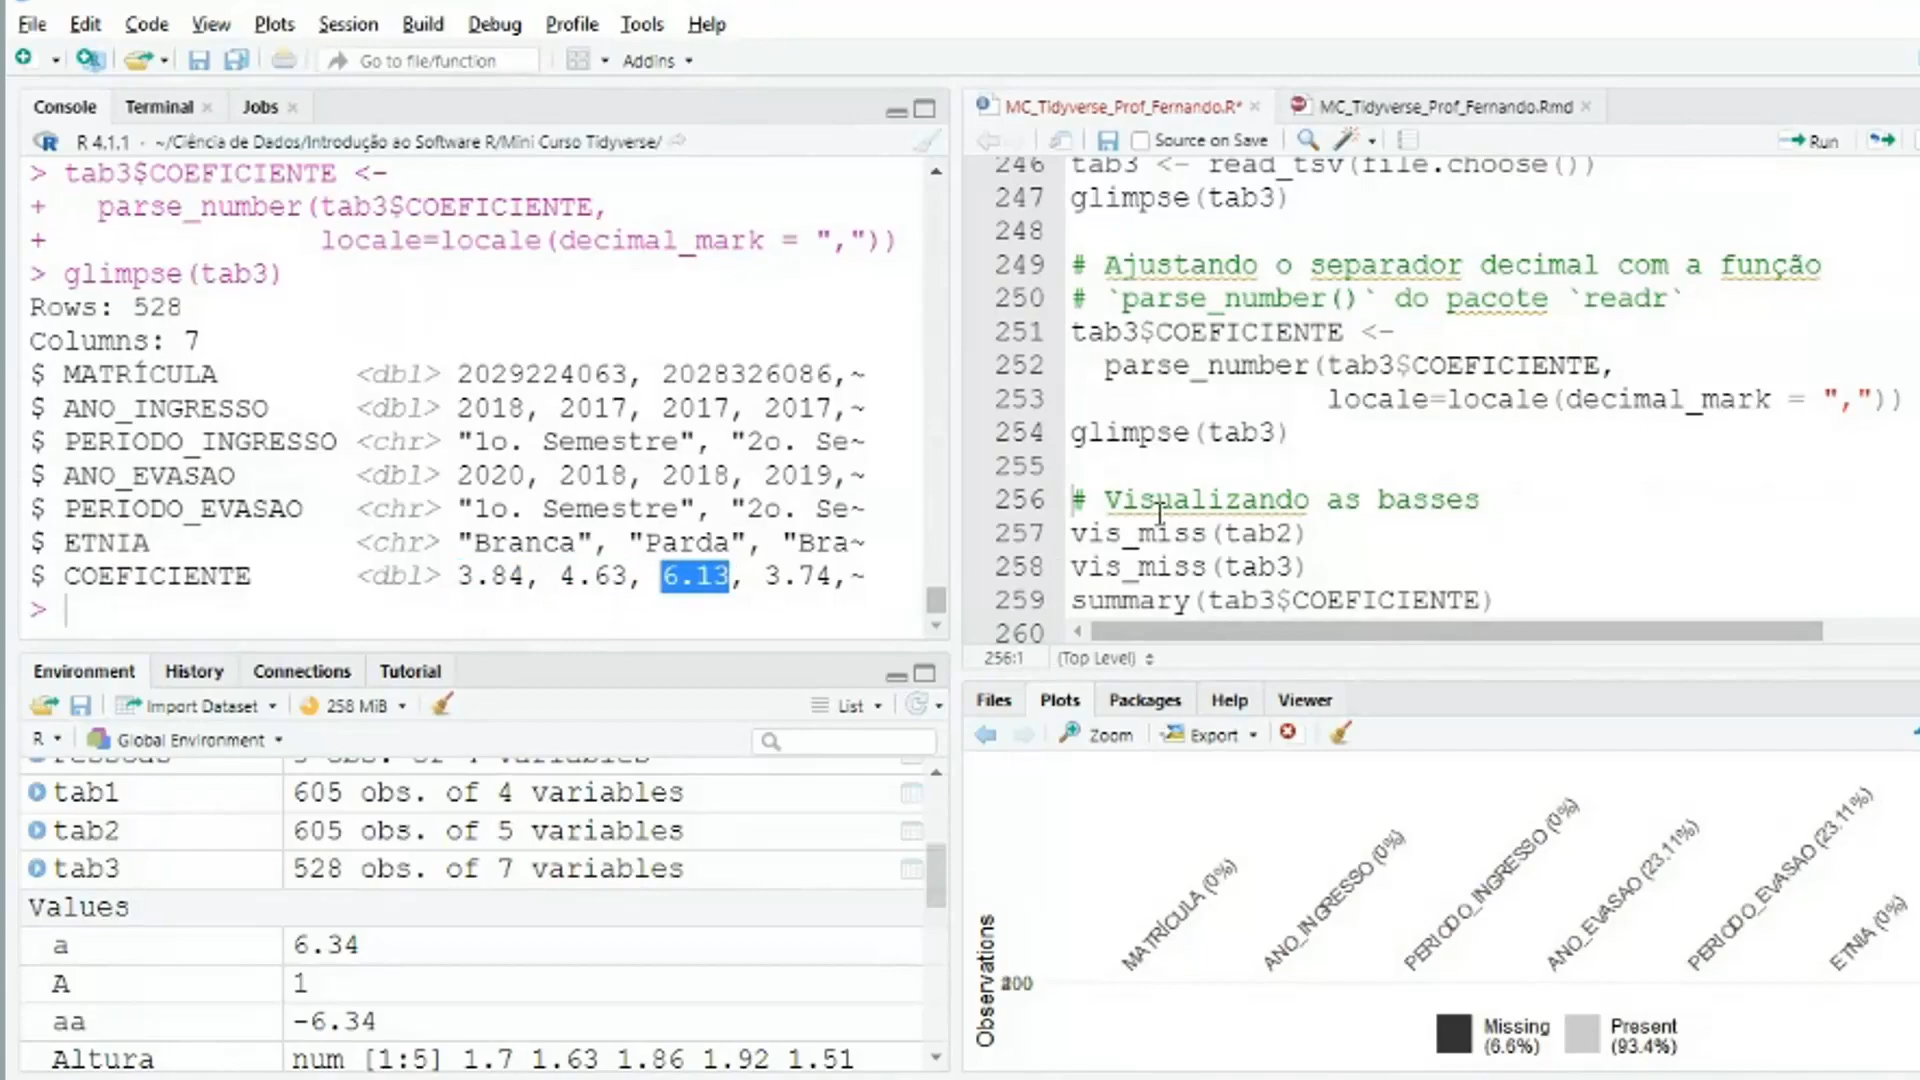 File Edit Code View Plots Session Build Debug Profile Tools Help
Go to file/function Addins
Console Terminal Jobs
R 4.1.1 · ~/Ciência de Dados/Introdução ao Software R/Mini Curso Tidyverse/
> tab3$COEFICIENTE <-
+ parse_number(tab3$COEFICIENTE,
+ locale=locale(decimal_mark = ","))
> glimpse(tab3)
Rows: 528
Columns: 7
$ MATRÍCULA <dbl> 2029224063, 2028326086,~
$ ANO_INGRESSO <dbl> 2018, 2017, 2017, 2017,~
$ PERIODO_INGRESSO <chr> "1o. Semestre", "2o. Se~
$ ANO_EVASAO <dbl> 2020, 2018, 2018, 2019,~
$ PERIODO_EVASAO <chr> "1o. Semestre", "2o. Se~
$ ETNIA <chr> "Branca", "Parda", "Bra~
$ COEFICIENTE <dbl> 3.84, 4.63, 6.13, 3.74,~
>
MC_Tidyverse_Prof_Fernando.R* MC_Tidyverse_Prof_Fernando.Rmd
Source on Save Run
246 tab3 <- read_tsv(file.choose())
247 glimpse(tab3)
248
249 # Ajustando o separador decimal com a função
250 # `parse_number()` do pacote `readr`
251 tab3$COEFICIENTE <-
252 parse_number(tab3$COEFICIENTE,
253 locale=locale(decimal_mark = ","))
254 glimpse(tab3)
255
256 # Visualizando as basses
257 vis_miss(tab2)
258 vis_miss(tab3)
259 summary(tab3$COEFICIENTE)
260
256:1 (Top Level)
Environment History Connections Tutorial
Import Dataset 258 MiB List
R Global Environment
tab1 605 obs. of 4 variables
tab2 605 obs. of 5 variables
tab3 528 obs. of 7 variables
Values
a 6.34
A 1
aa -6.34
Altura num [1:5] 1.7 1.63 1.86 1.92 1.51
Files Plots Packages Help Viewer
Zoom Export
MATRÍCULA (0%)
ANO_INGRESSO (0%)
PERIODO_INGRESSO (0%)
ANO_EVASAO (23.11%)
PERIODO_EVASAO (23.11%)
ETNIA (0%)
Observations
Missing (6.6%)
Present (93.4%)